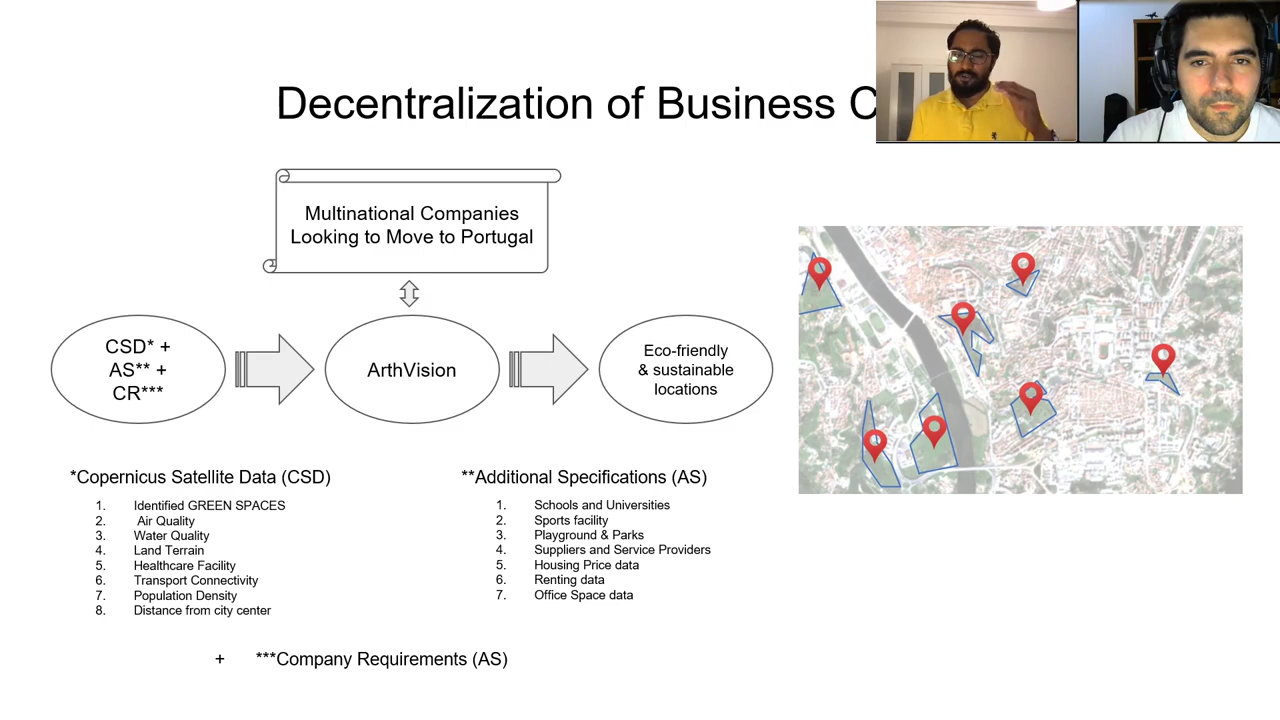 Decentralization of Business C
Multinational Companies
Looking to Move to Portugal
CSD* +
AS** +
CR***
ArthVision
Eco-friendly
& sustainable
locations
*Copernicus Satellite Data (CSD)
1. Identified GREEN SPACES
2. Air Quality
3. Water Quality
4. Land Terrain
5. Healthcare Facility
6. Transport Connectivity
7. Population Density
8. Distance from city center
**Additional Specifications (AS)
1. Schools and Universities
2. Sports facility
3. Playground & Parks
4. Suppliers and Service Providers
5. Housing Price data
6. Renting data
7. Office Space data
+ ***Company Requirements (AS)